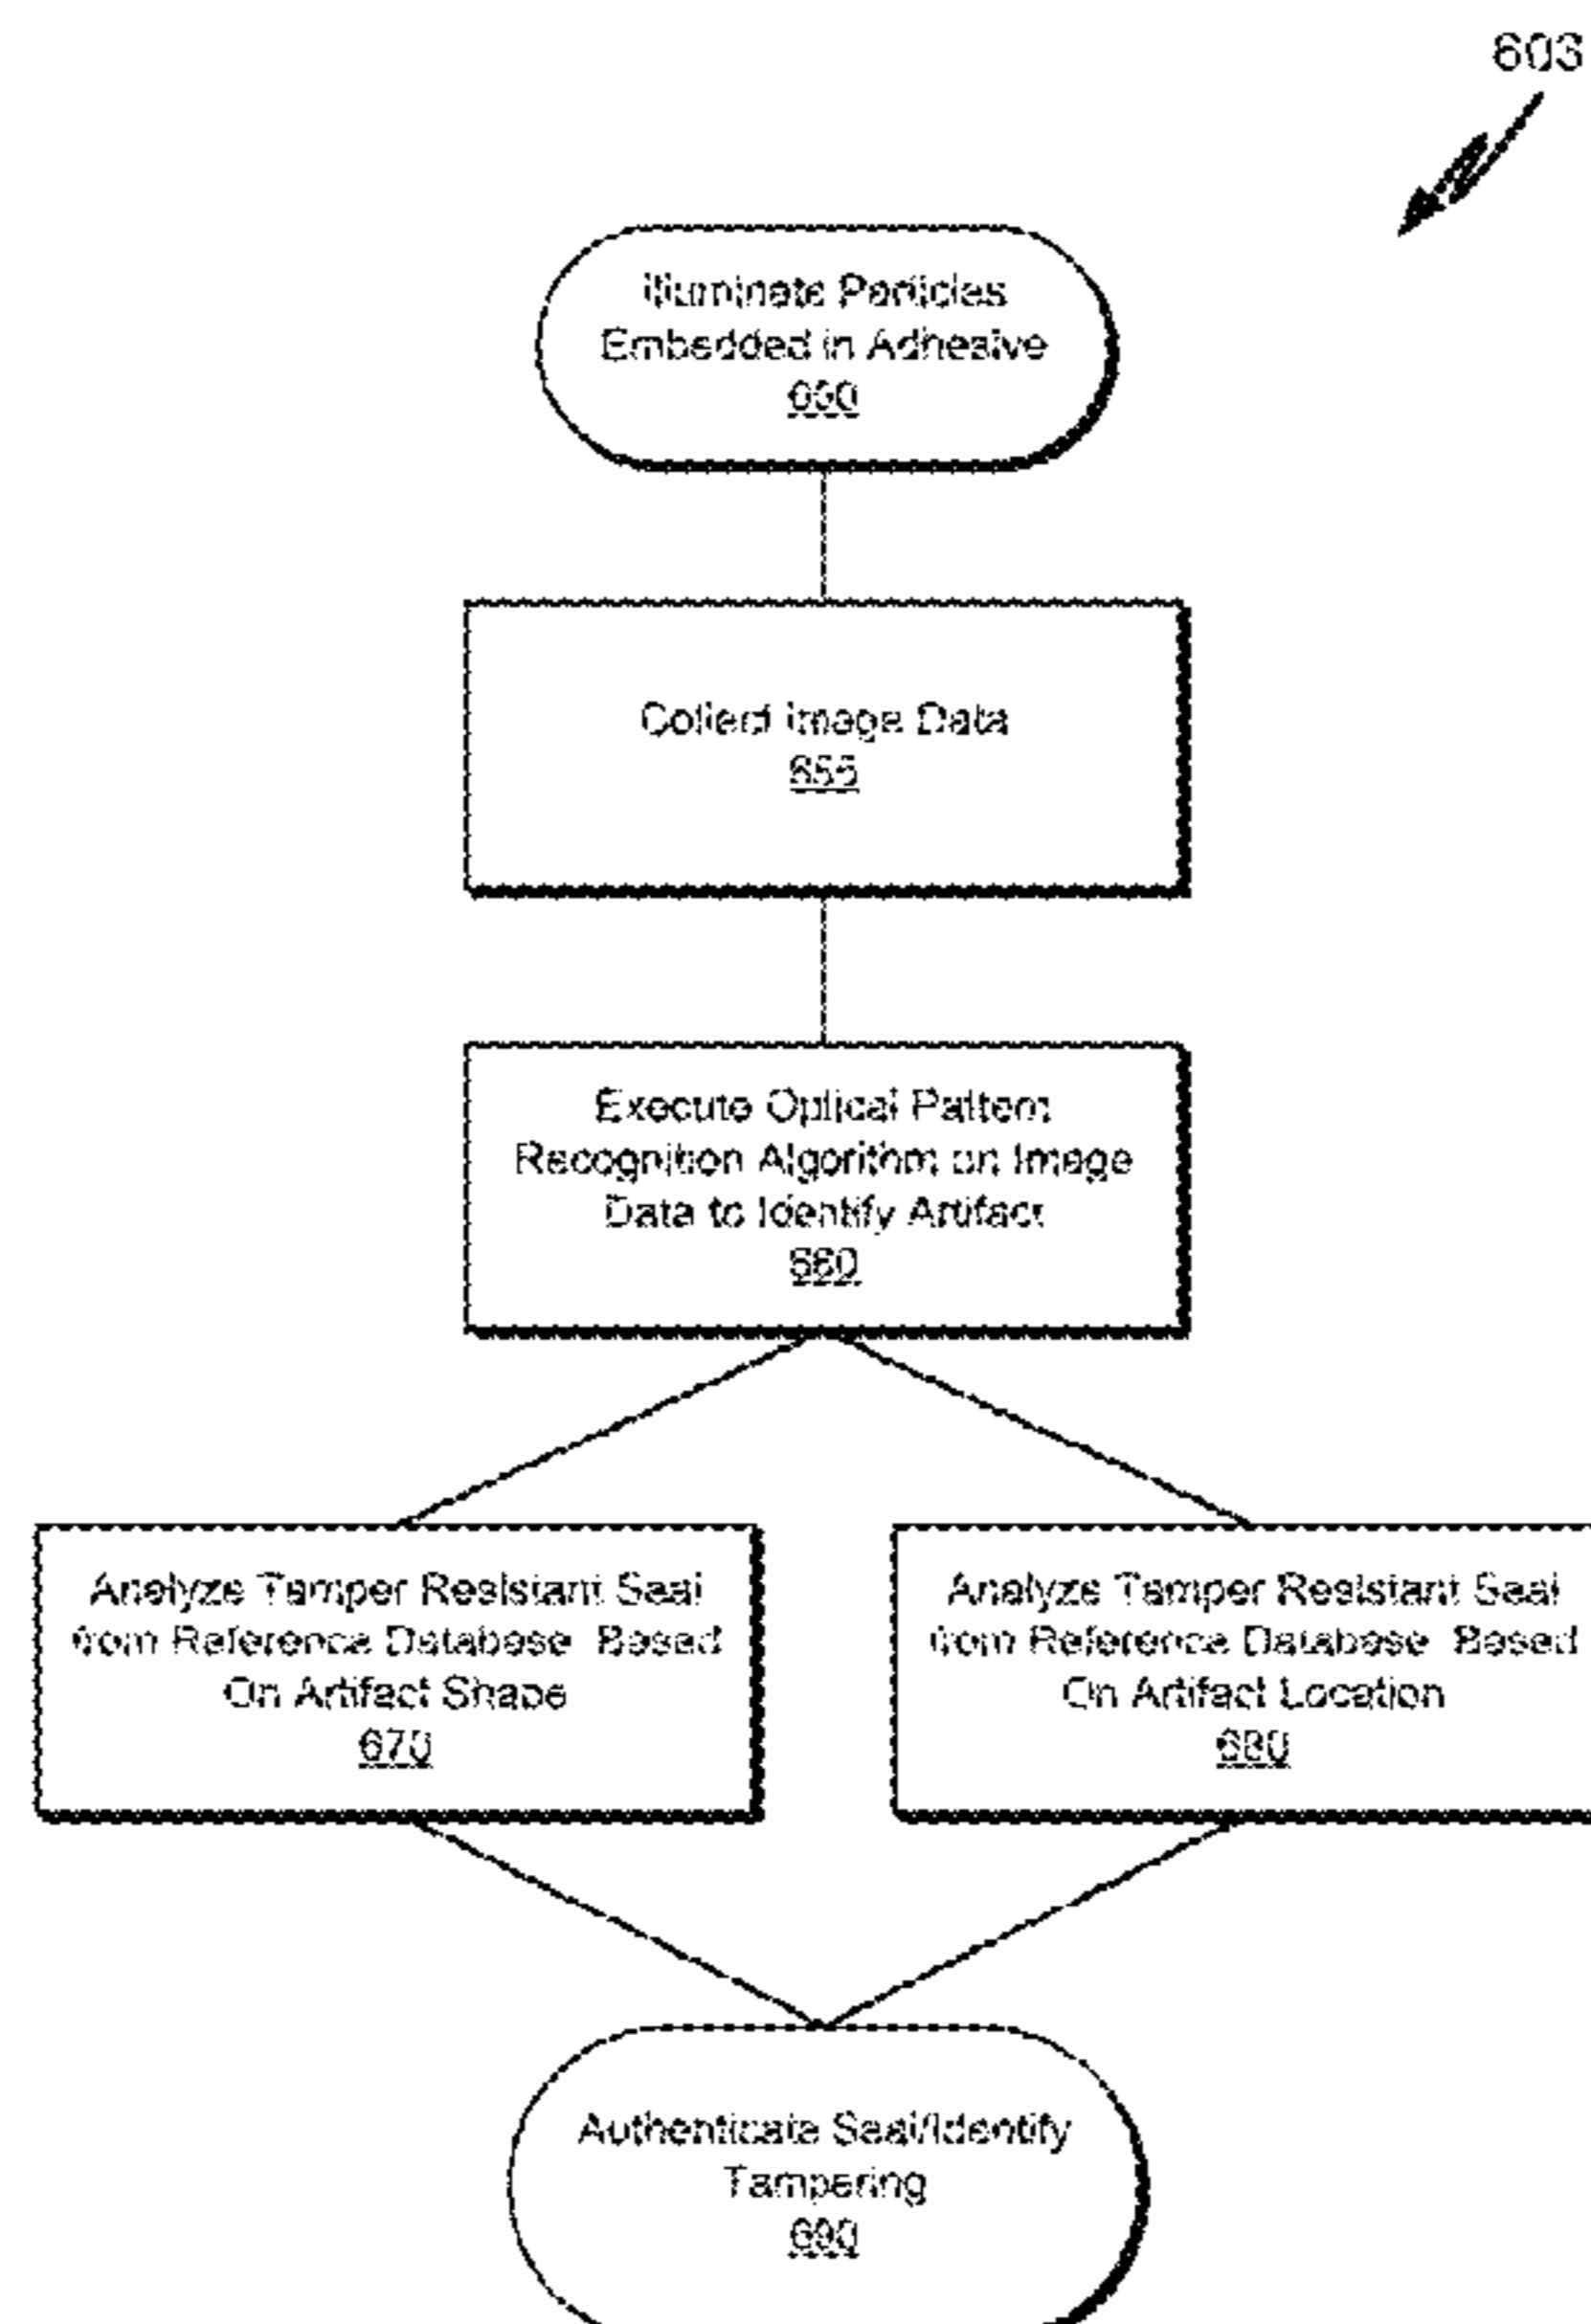 603
Illuminate Particles
Embedded in Adhesive
650
Collect Image Data
655
Execute Optical Pattern
Recognition Algorithm on Image
Data to Identify Artifact
660
Analyze Tamper Resistant Seal
from Reference Database Based
On Artifact Shape
670
Analyze Tamper Resistant Seal
from Reference Database Based
On Artifact Location
680
Authenticate Seal/Identify
Tampering
690